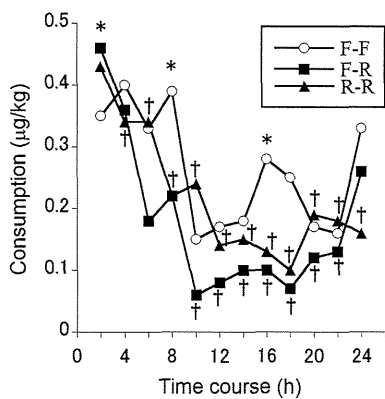 0.5
0.4
0.3
0.2
0.1
0
Consumption (µg/kg)
F-F
F-R
R-R
* * *
† † † † † † † † † † † † † † † † †
0 4 8 12 16 20 24
Time course (h)